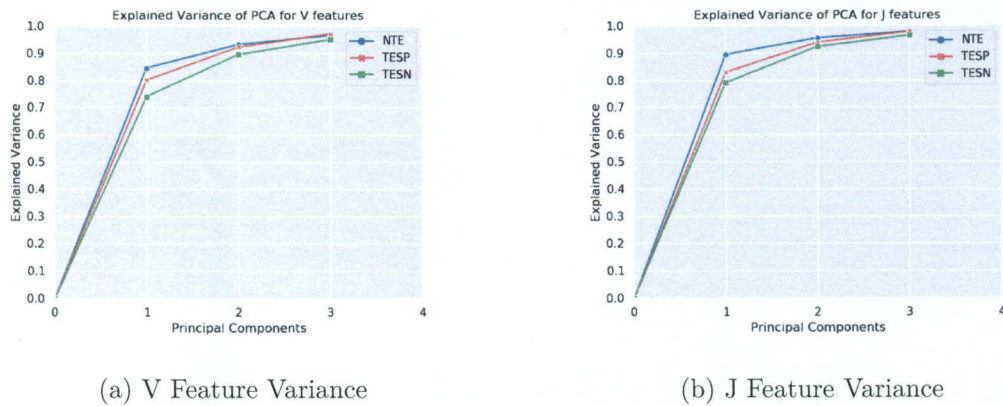 Explained Variance of PCA for V features
1.0
0.9
0.8
0.7
0.6
0.5
0.4
0.3
0.2
0.1
0.0
Explained Variance
NTE
TESP
TESN
0 1 2 3 4
Principal Components
(a) V Feature Variance
Explained Variance of PCA for J features
1.0
0.9
0.8
0.7
0.6
0.5
0.4
0.3
0.2
0.1
0.0
Explained Variance
NTE
TESP
TESN
0 1 2 3 4
Principal Components
(b) J Feature Variance